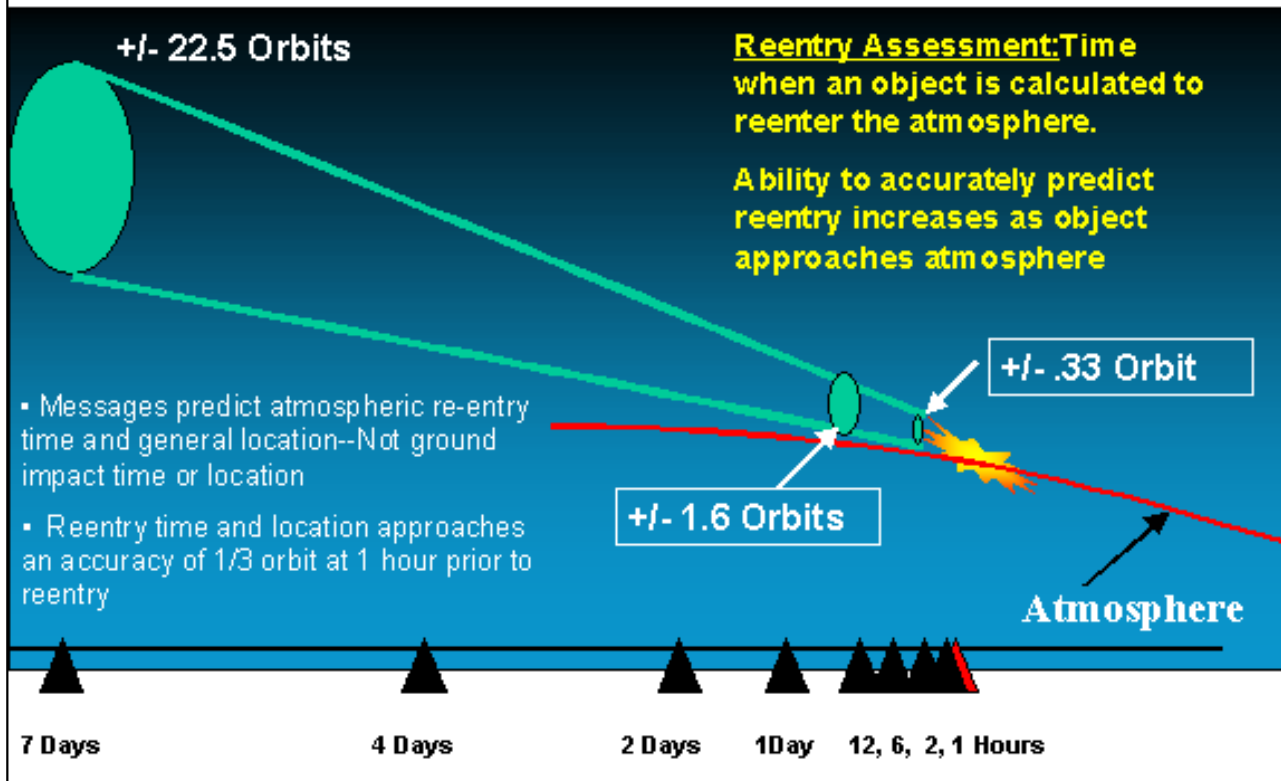 +/- 22.5 Orbits
Reentry Assessment:Time
when an object is calculated to
reenter the atmosphere.
Ability to accurately predict
reentry increases as object
approaches atmosphere
+/- .33 Orbit
▪ Messages predict atmospheric re-entry
time and general location--Not ground
impact time or location
▪ Reentry time and location approaches
an accuracy of 1/3 orbit at 1 hour prior to
reentry
+/- 1.6 Orbits
Atmosphere
7 Days 4 Days 2 Days 1Day 12, 6, 2, 1 Hours